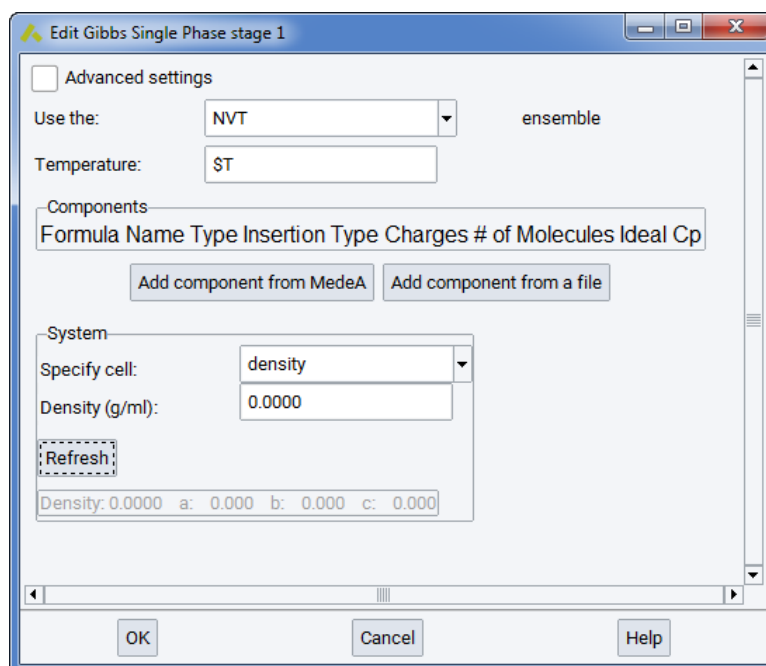 Edit Gibbs Single Phase stage 1
Advanced settings
Use the: NVT ensemble
Temperature: $T
Components
Formula Name Type Insertion Type Charges # of Molecules Ideal Cp
Add component from MedeA Add component from a file
System
Specify cell: density
Density (g/ml): 0.0000
Refresh
Density: 0.0000 a: 0.000 b: 0.000 c: 0.000
OK Cancel Help